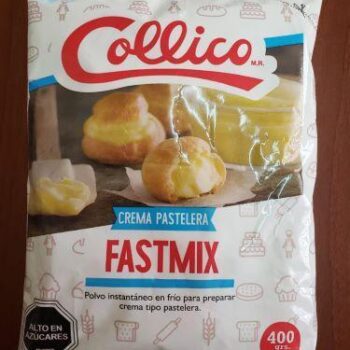 Collico
M.R.
CREMA PASTELERA
FASTMIX
Polvo instantáneo en frío para preparar
crema tipo pastelera.
ALTO EN
AZÚCARES
400
grs.